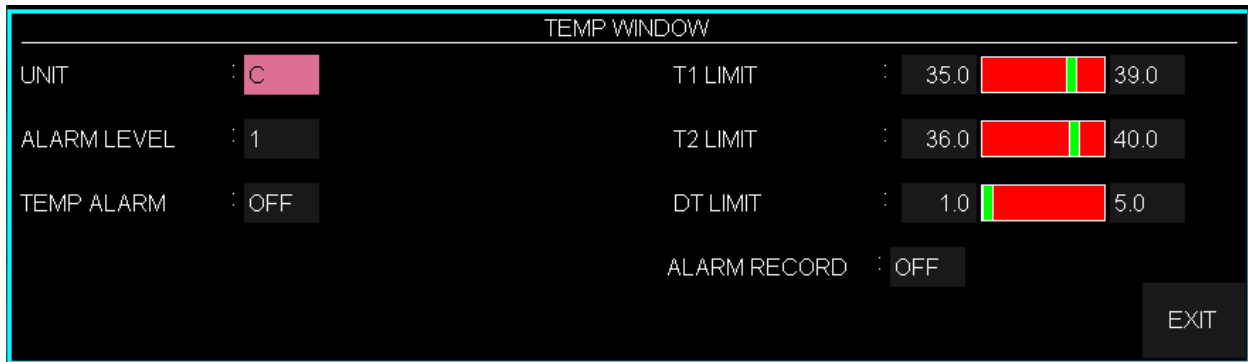 TEMP WINDOW
UNIT : C T1 LIMIT : 35.0 39.0
ALARM LEVEL : 1 T2 LIMIT : 36.0 40.0
TEMP ALARM : OFF DT LIMIT : 1.0 5.0
ALARM RECORD : OFF
EXIT